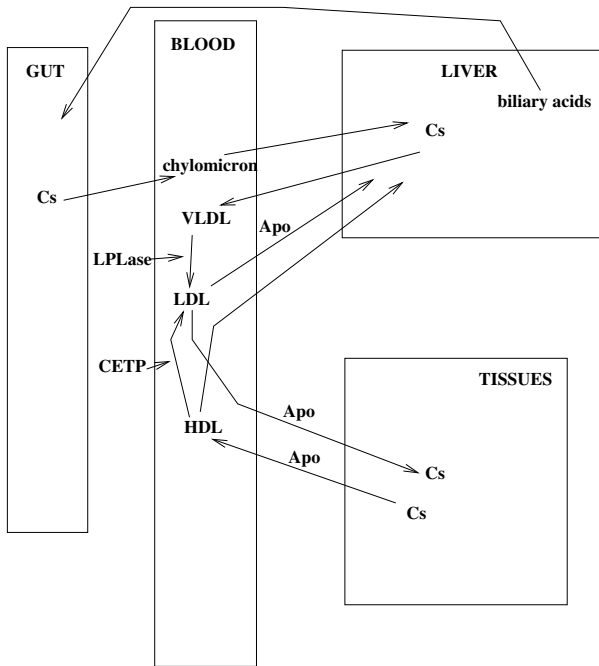 BLOOD
GUT
LIVER
biliary acids
Cs
chylomicron
Cs
VLDL
Apo
LPLase
LDL
CETP
TISSUES
Apo
HDL
Apo
Cs
Cs